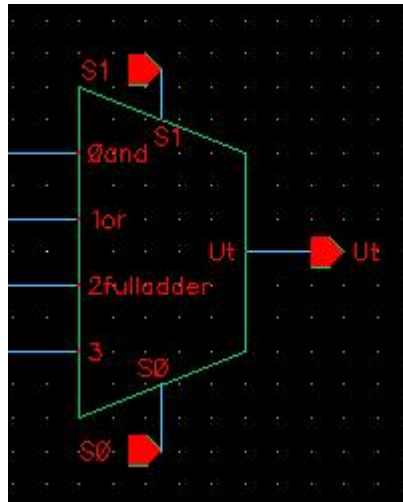 S1
S1
Øand
1or
Ut Ut
2fulladder
3
SØ
SØ